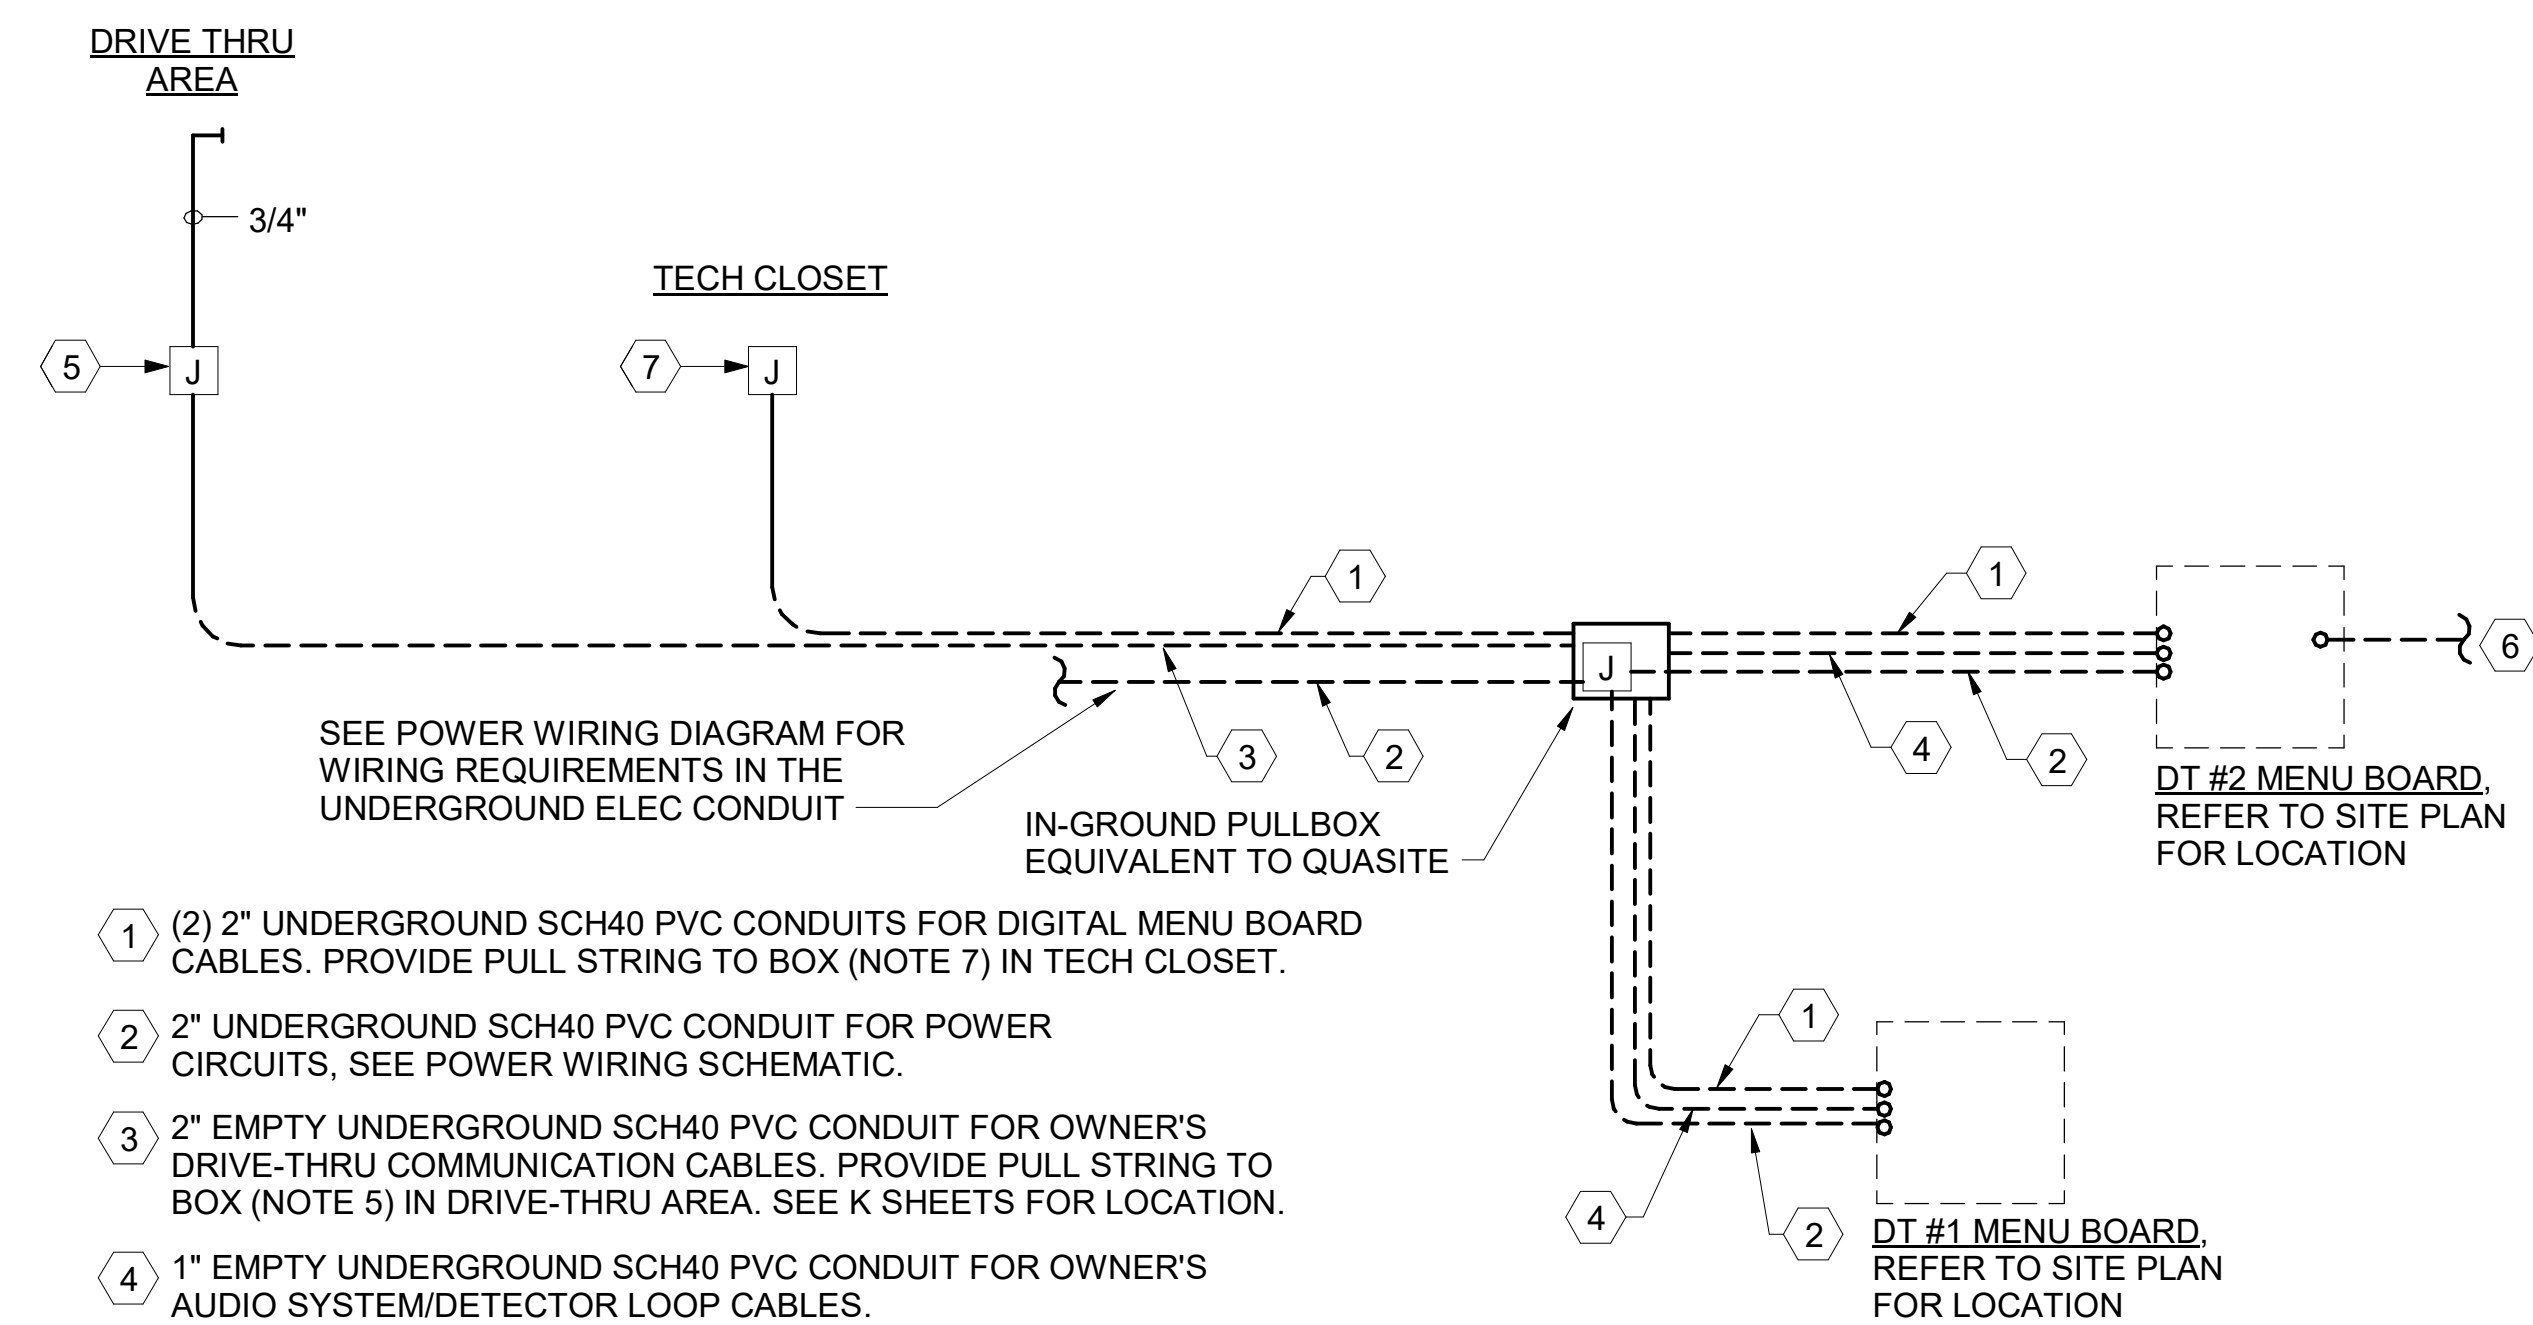 DRIVE THRU
AREA
3/4"
TECH CLOSET
5
J
7
J
1
1
6
J
SEE POWER WIRING DIAGRAM FOR
WIRING REQUIREMENTS IN THE
UNDERGROUND ELEC CONDUIT
3
2
4
2
IN-GROUND PULLBOX
EQUIVALENT TO QUASITE
DT #2 MENU BOARD,
REFER TO SITE PLAN
FOR LOCATION
1 (2) 2" UNDERGROUND SCH40 PVC CONDUITS FOR DIGITAL MENU BOARD
CABLES. PROVIDE PULL STRING TO BOX (NOTE 7) IN TECH CLOSET.
2 2" UNDERGROUND SCH40 PVC CONDUIT FOR POWER
CIRCUITS, SEE POWER WIRING SCHEMATIC.
3 2" EMPTY UNDERGROUND SCH40 PVC CONDUIT FOR OWNER'S
DRIVE-THRU COMMUNICATION CABLES. PROVIDE PULL STRING TO
BOX (NOTE 5) IN DRIVE-THRU AREA. SEE K SHEETS FOR LOCATION.
4 1" EMPTY UNDERGROUND SCH40 PVC CONDUIT FOR OWNER'S
AUDIO SYSTEM/DETECTOR LOOP CABLES.
1
4
2
DT #1 MENU BOARD,
REFER TO SITE PLAN
FOR LOCATION